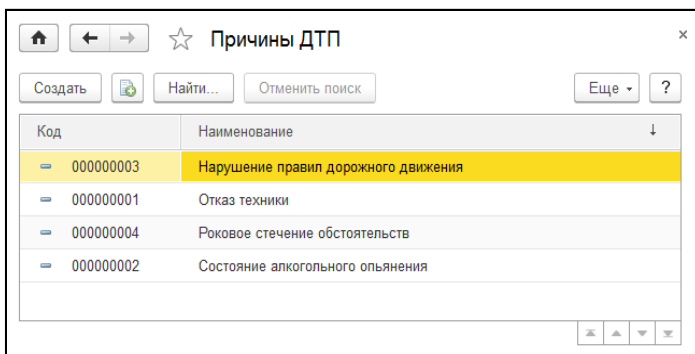 Причины ДТП
Создать Найти... Отменить поиск Еще ?
Код Наименование
000000003 Нарушение правил дорожного движения
000000001 Отказ техники
000000004 Роковое стечение обстоятельств
000000002 Состояние алкогольного опьянения